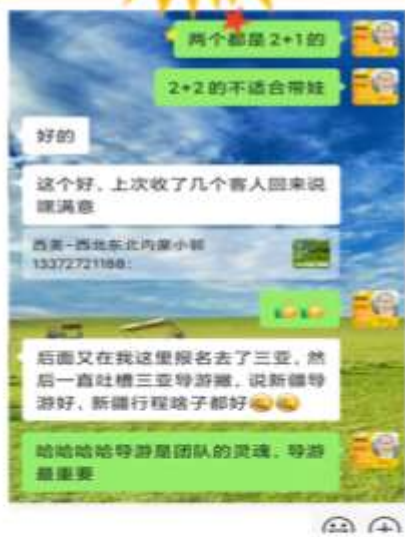 两个都是2+1的
2+2的不适合带娃
好的
这个好，上次收了几个客人回来说
嘿满意
西美-西北东北内蒙小郭
13372721188:
后面又在我这里报名去了三亚，然
后一直吐槽三亚导游撇，说新疆导
游好，新疆行程啥子都好
哈哈哈哈导游是团队的灵魂，导游
最重要